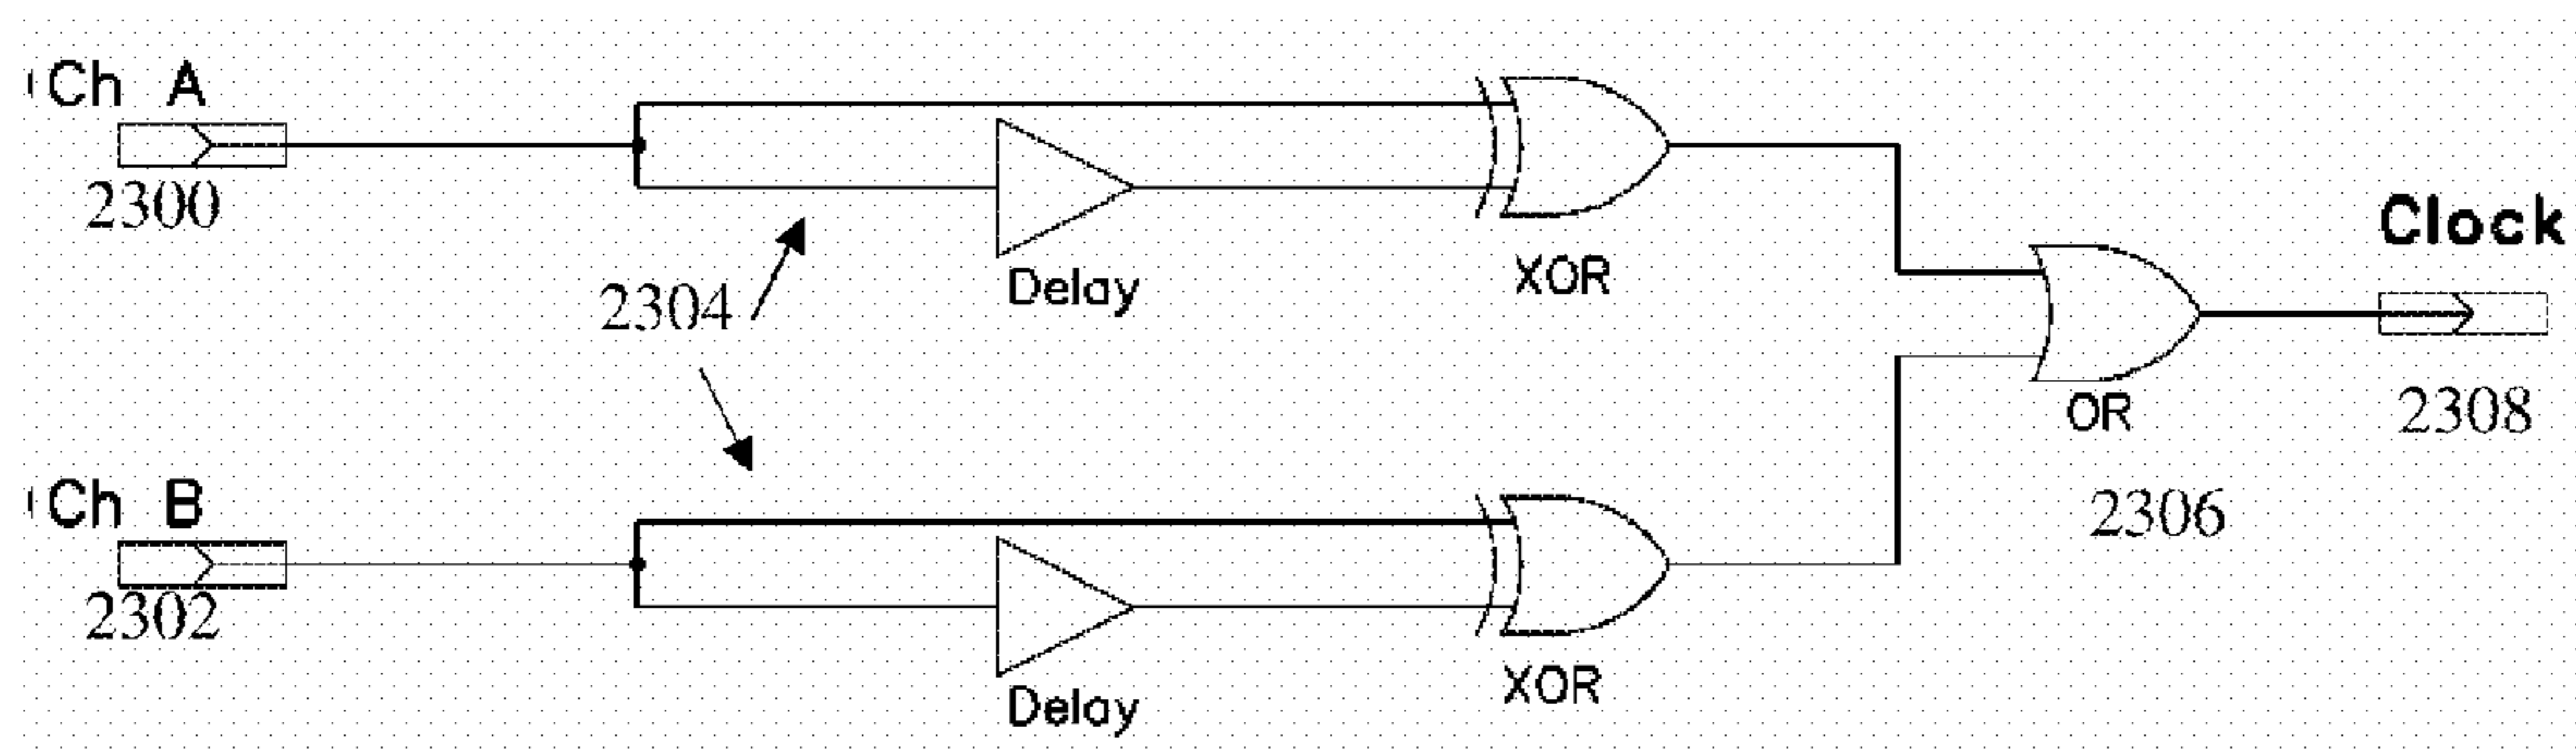 Ch A
2300
Delay
XOR
2304
Clock
2308
OR
2306
Ch B
2302
Delay
XOR